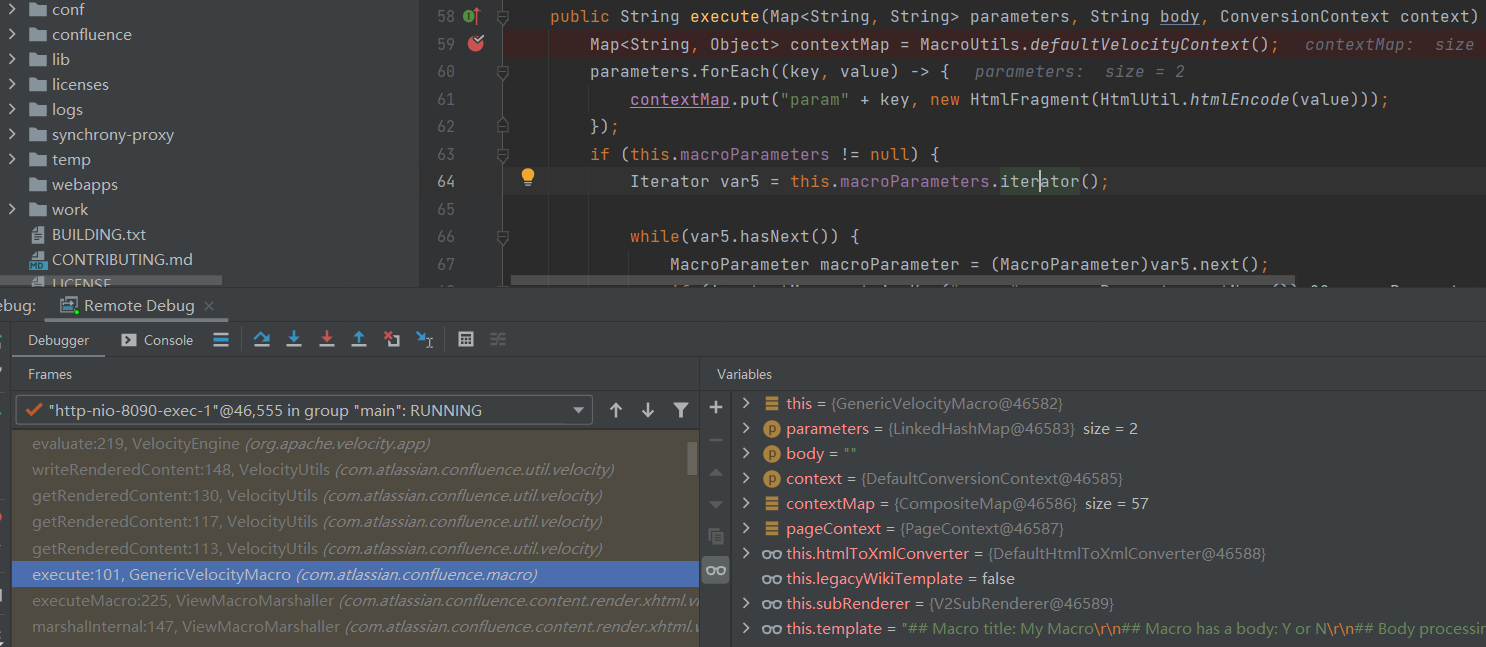 conf
confluence
lib
licenses
logs
synchrony-proxy
temp
webapps
work
BUILDING.txt
CONTRIBUTING.md
LICENSE
58 public String execute(Map<String, String> parameters, String body, ConversionContext context)
59 Map<String, Object> contextMap = MacroUtils.defaultVelocityContext(); contextMap: size
60 parameters.forEach((key, value) -> { parameters: size = 2
61 contextMap.put("param" + key, new HtmlFragment(HtmlUtil.htmlEncode(value)));
62 });
63 if (this.macroParameters != null) {
64 Iterator var5 = this.macroParameters.iterator();
65
66 while(var5.hasNext()) {
67 MacroParameter macroParameter = (MacroParameter)var5.next();
ebug: Remote Debug
Debugger Console
Frames
"http-nio-8090-exec-1"@46,555 in group "main": RUNNING
evaluate:219, VelocityEngine (org.apache.velocity.app)
writeRenderedContent:148, VelocityUtils (com.atlassian.confluence.util.velocity)
getRenderedContent:130, VelocityUtils (com.atlassian.confluence.util.velocity)
getRenderedContent:117, VelocityUtils (com.atlassian.confluence.util.velocity)
getRenderedContent:113, VelocityUtils (com.atlassian.confluence.util.velocity)
execute:101, GenericVelocityMacro (com.atlassian.confluence.macro)
executeMacro:225, ViewMacroMarshaller (com.atlassian.confluence.content.render.xhtml.vi
marshalInternal:147, ViewMacroMarshaller (com.atlassian.confluence.content.render.xhtml.v
Variables
this = {GenericVelocityMacro@46582}
parameters = {LinkedHashMap@46583} size = 2
body = ""
context = {DefaultConversionContext@46585}
contextMap = {CompositeMap@46586} size = 57
pageContext = {PageContext@46587}
this.htmlToXmlConverter = {DefaultHtmlToXmlConverter@46588}
this.legacyWikiTemplate = false
this.subRenderer = {V2SubRenderer@46589}
this.template = "## Macro title: My Macro\r\n## Macro has a body: Y or N\r\n## Body processin